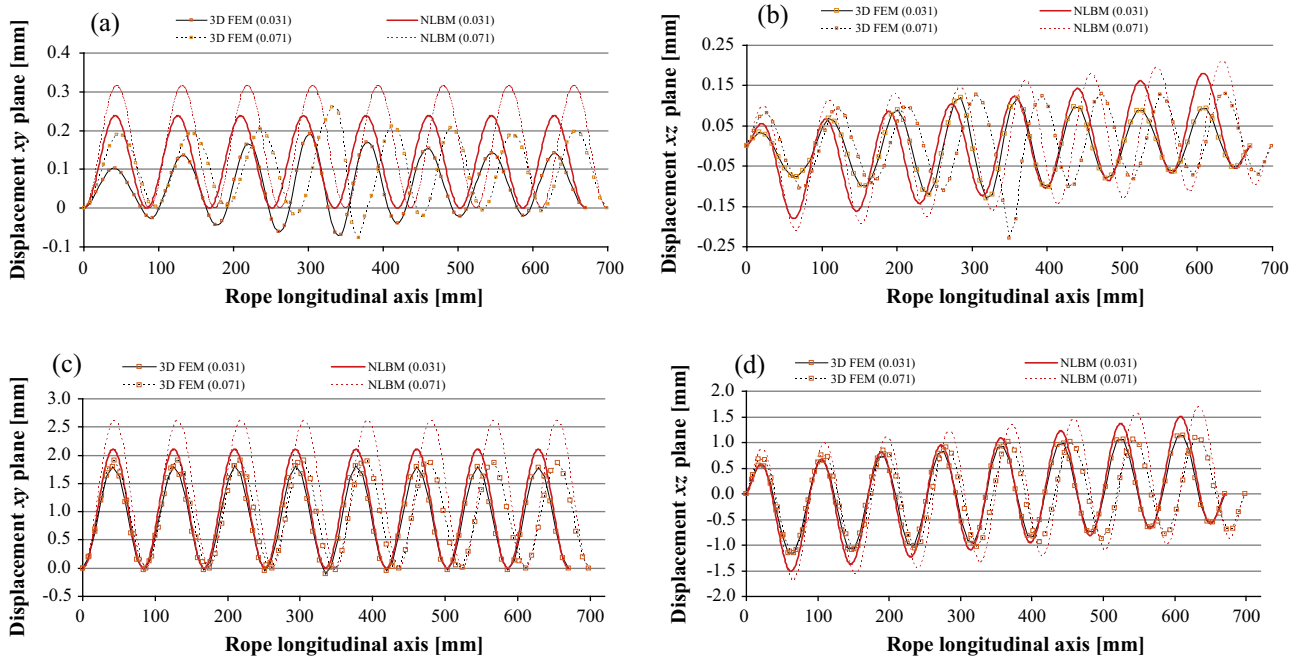 (a)
3D FEM (0.031) NLBM (0.031)
3D FEM (0.071) NLBM (0.071)
Displacement xy plane [mm]
0.4
0.3
0.2
0.1
0
-0.1
0 100 200 300 400 500 600 700
Rope longitudinal axis [mm]
(b)
3D FEM (0.031) NLBM (0.031)
3D FEM (0.071) NLBM (0.071)
Displacement xz plane [mm]
0.25
0.15
0.05
-0.05
-0.15
-0.25
0 100 200 300 400 500 600 700
Rope longitudinal axis [mm]
(c)
3D FEM (0.031) NLBM (0.031)
3D FEM (0.071) NLBM (0.071)
Displacement xy plane [mm]
3.0
2.5
2.0
1.5
1.0
0.5
0.0
-0.5
0 100 200 300 400 500 600 700
Rope longitudinal axis [mm]
(d)
3D FEM (0.031) NLBM (0.031)
3D FEM (0.071) NLBM (0.071)
Displacement xz plane [mm]
2.0
1.5
1.0
0.5
0.0
-0.5
-1.0
-1.5
2.0
0 100 200 300 400 500 600 700
Rope longitudinal axis [mm]